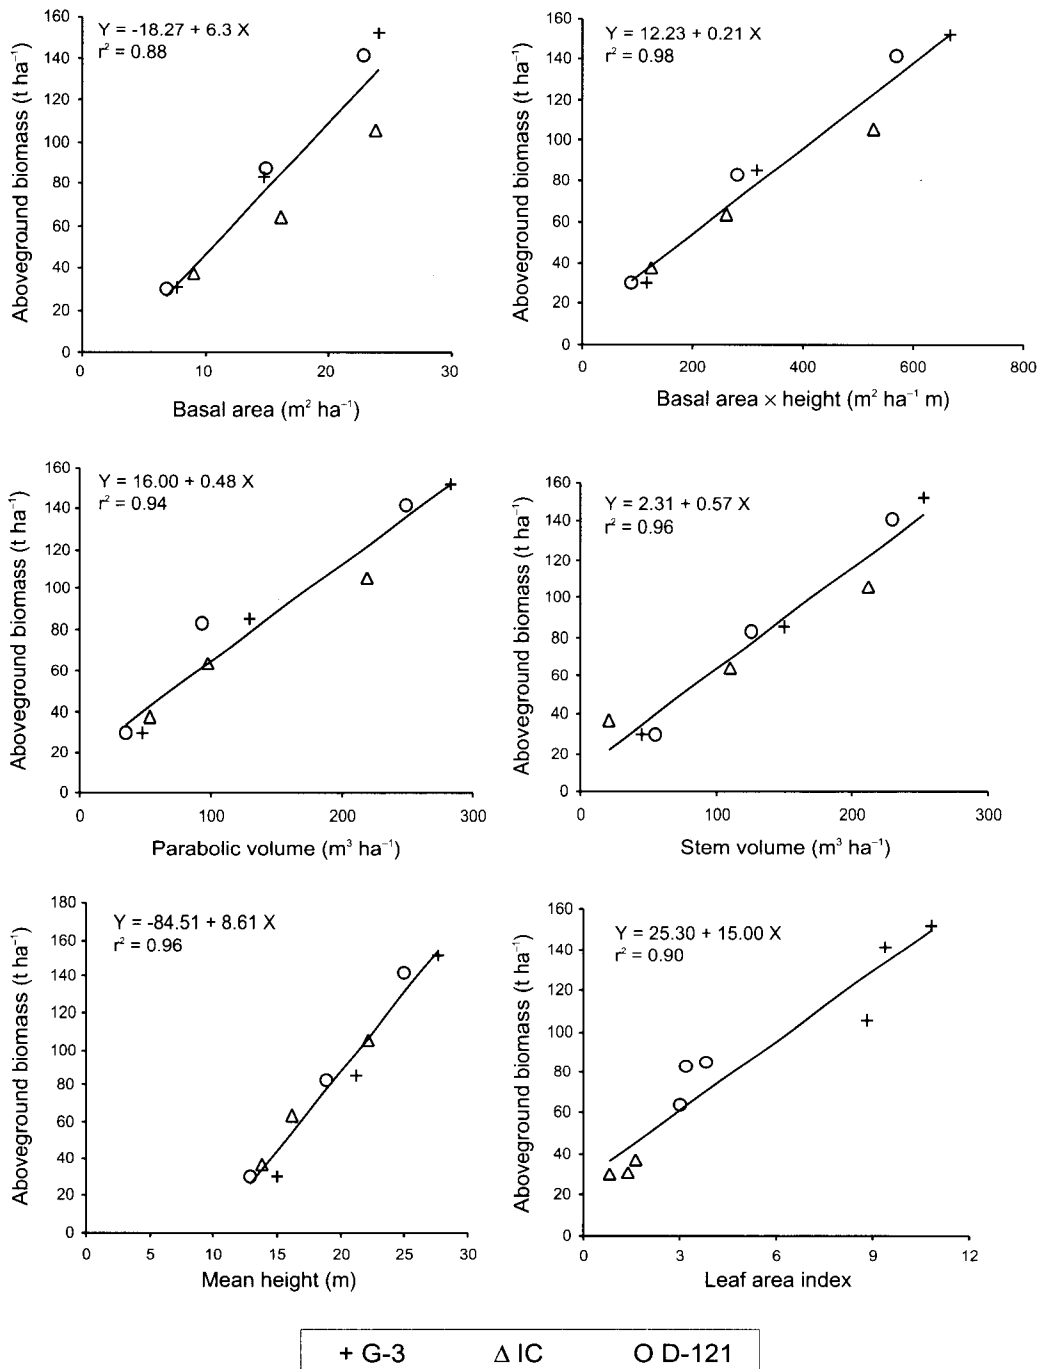 160
140
120
100
80
60
40
20
0
Aboveground biomass (t ha⁻¹)
Y = -18.27 + 6.3 X
r² = 0.88
0 10 20 30
Basal area (m² ha⁻¹)
160
140
120
100
80
60
40
20
0
Aboveground biomass (t ha⁻¹)
Y = 12.23 + 0.21 X
r² = 0.98
0 200 400 600 800
Basal area × height (m² ha⁻¹ m)
160
140
120
100
80
60
40
20
0
Aboveground biomass (t ha⁻¹)
Y = 16.00 + 0.48 X
r² = 0.94
0 100 200 300
Parabolic volume (m³ ha⁻¹)
160
140
120
100
80
60
40
20
0
Aboveground biomass (t ha⁻¹)
Y = 2.31 + 0.57 X
r² = 0.96
0 100 200 300
Stem volume (m³ ha⁻¹)
180
160
140
120
100
80
60
40
20
0
Aboveground biomass (t ha⁻¹)
Y = -84.51 + 8.61 X
r² = 0.96
0 5 10 15 20 25 30
Mean height (m)
160
140
120
100
80
60
40
20
0
Aboveground biomass (t ha⁻¹)
Y = 25.30 + 15.00 X
r² = 0.90
0 3 6 9 12
Leaf area index
+ G-3 Δ IC O D-121